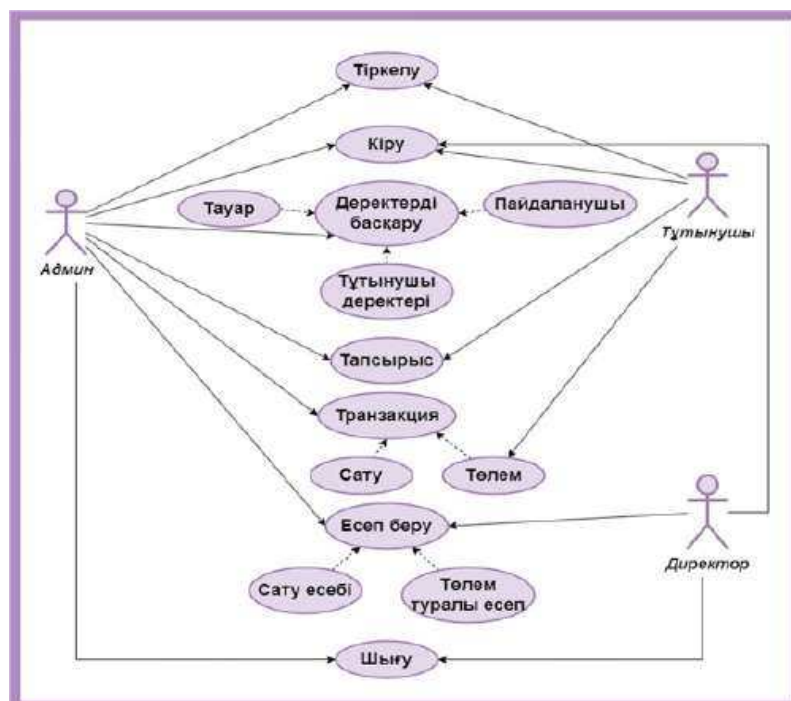 Тіркелу
Кіру
Тауар
Деректерді
басқару
Пайдаланушы
Админ
Тұтынушы
Тұтынушы
деректері
Тапсырыс
Транзакция
Сату
Төлем
Есеп беру
Директор
Сату есебі
Төлем
туралы есеп
Шығу